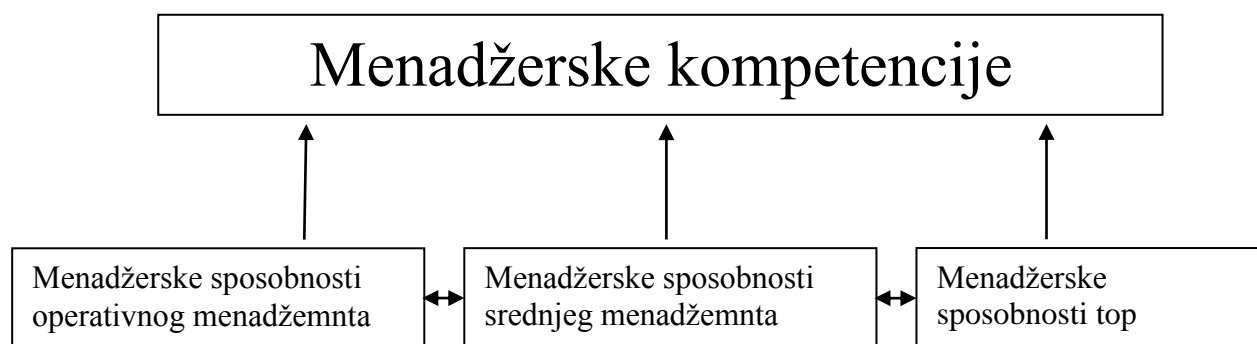 Menadžerske kompetencije
Menadžerske sposobnosti
operativnog menadžemnta
Menadžerske sposobnosti
srednjeg menadžemnta
Menadžerske
sposobnosti top